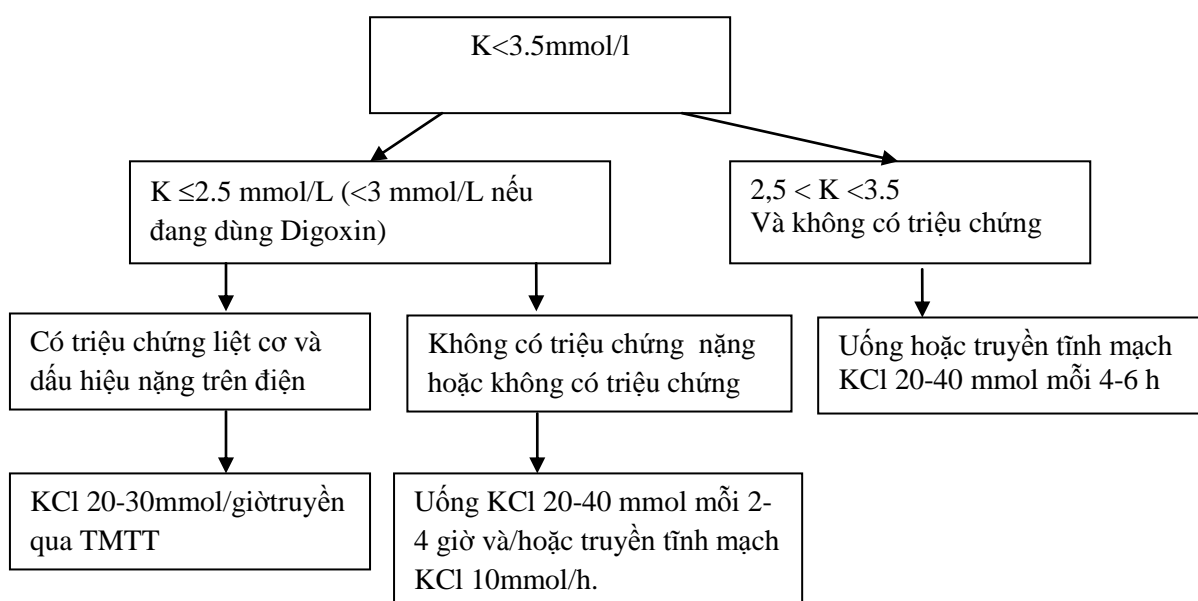 K<3.5mmol/l
K ≤2.5 mmol/L (<3 mmol/L nếu
đang dùng Digoxin)
2,5 < K <3.5
Và không có triệu chứng
Có triệu chứng liệt cơ và
dấu hiệu nặng trên điện
Không có triệu chứng nặng
hoặc không có triệu chứng
Uống hoặc truyền tĩnh mạch
KCl 20-40 mmol mỗi 4-6 h
KCl 20-30mmol/giờtruyền
qua TMTT
Uống KCl 20-40 mmol mỗi 2-
4 giờ và/hoặc truyền tĩnh mạch
KCl 10mmol/h.